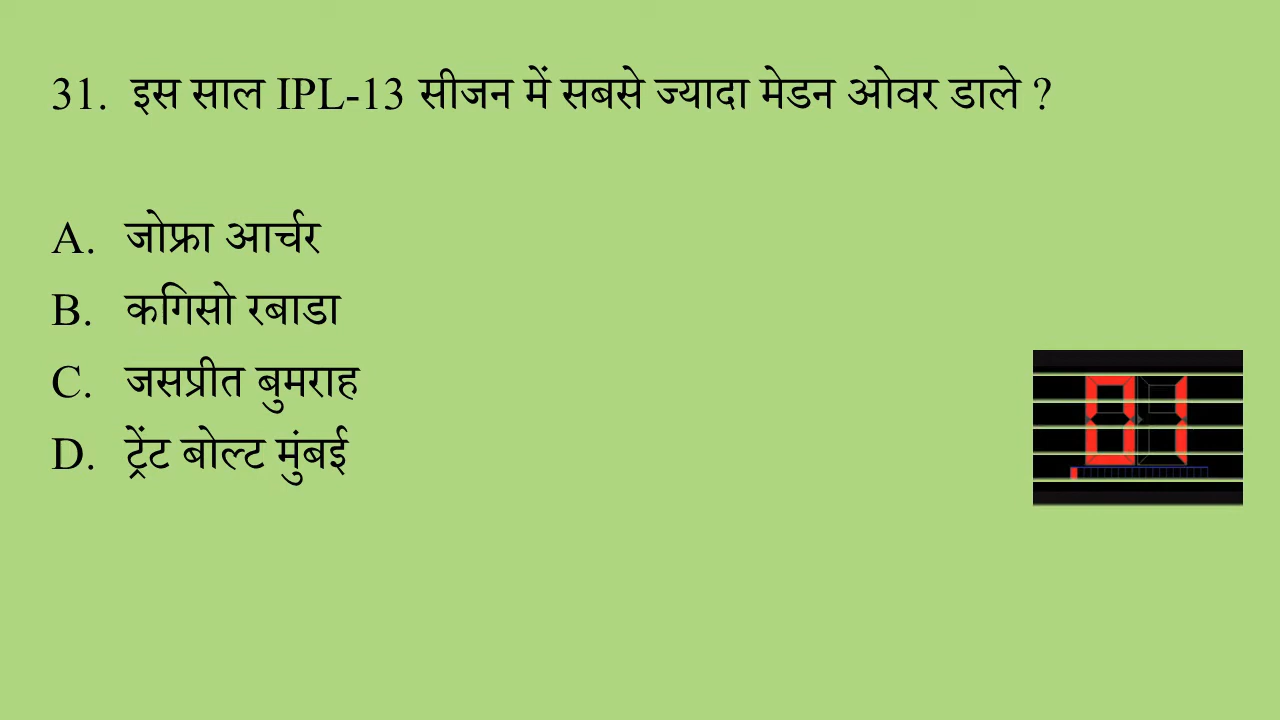 31. इस साल IPL-13 सीजन में सबसे ज्यादा मेडन ओवर डाले ?
A. जोफ्रा आर्चर
B. कगिसो रबाडा
C. जसप्रीत बुमराह
D. ट्रेंट बोल्ट मुंबई
01